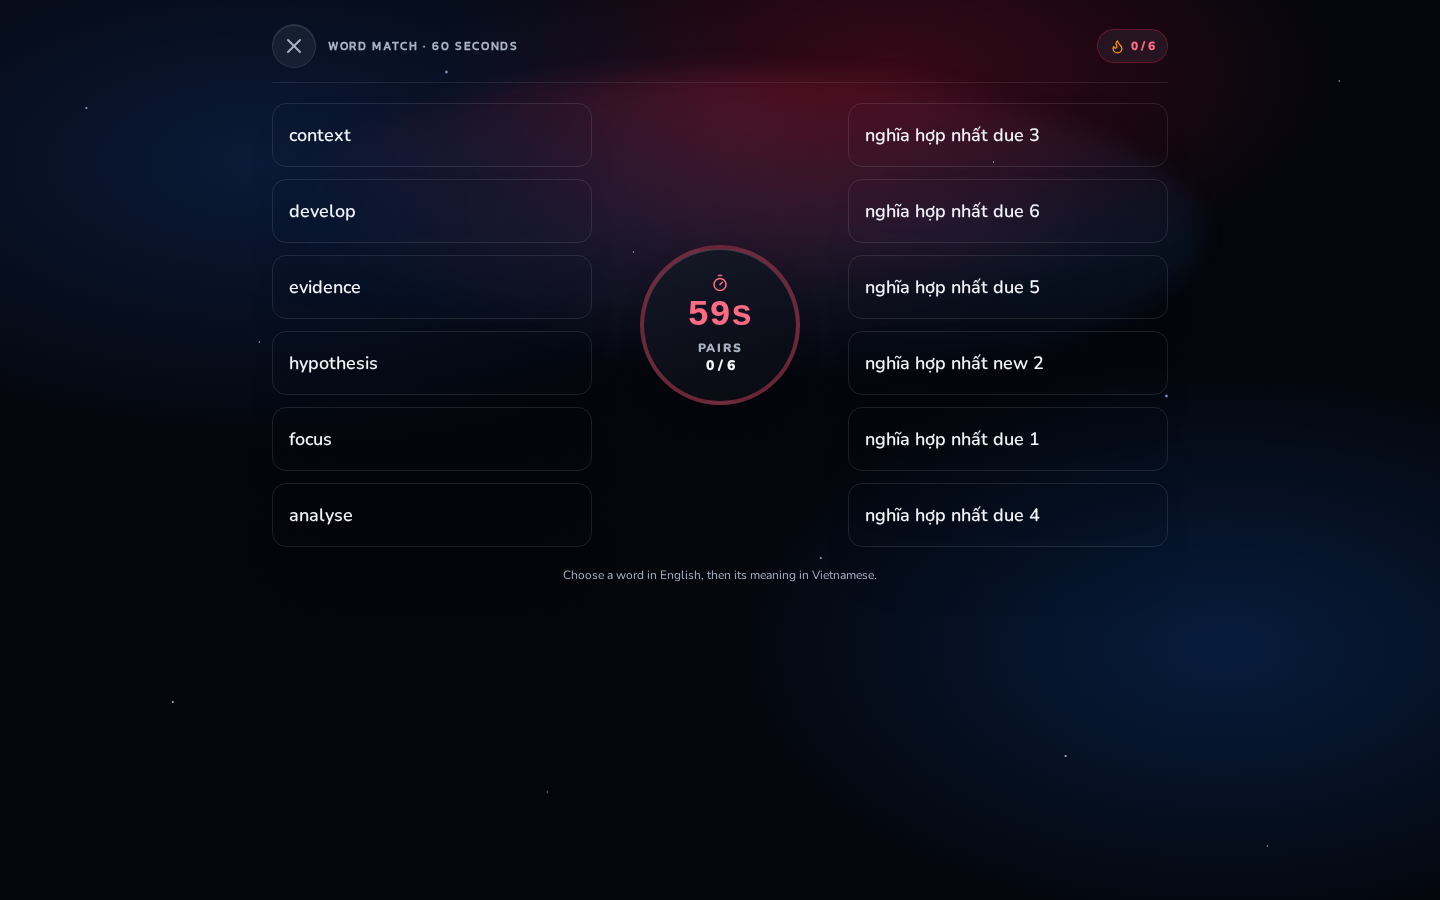 WORD MATCH · 60 SECONDS
0/6
context
develop
evidence
hypothesis
focus
analyse
59s
PAIRS
0/6
nghĩa hợp nhất due 3
nghĩa hợp nhất due 6
nghĩa hợp nhất due 5
nghĩa hợp nhất new 2
nghĩa hợp nhất due 1
nghĩa hợp nhất due 4
Choose a word in English, then its meaning in Vietnamese.